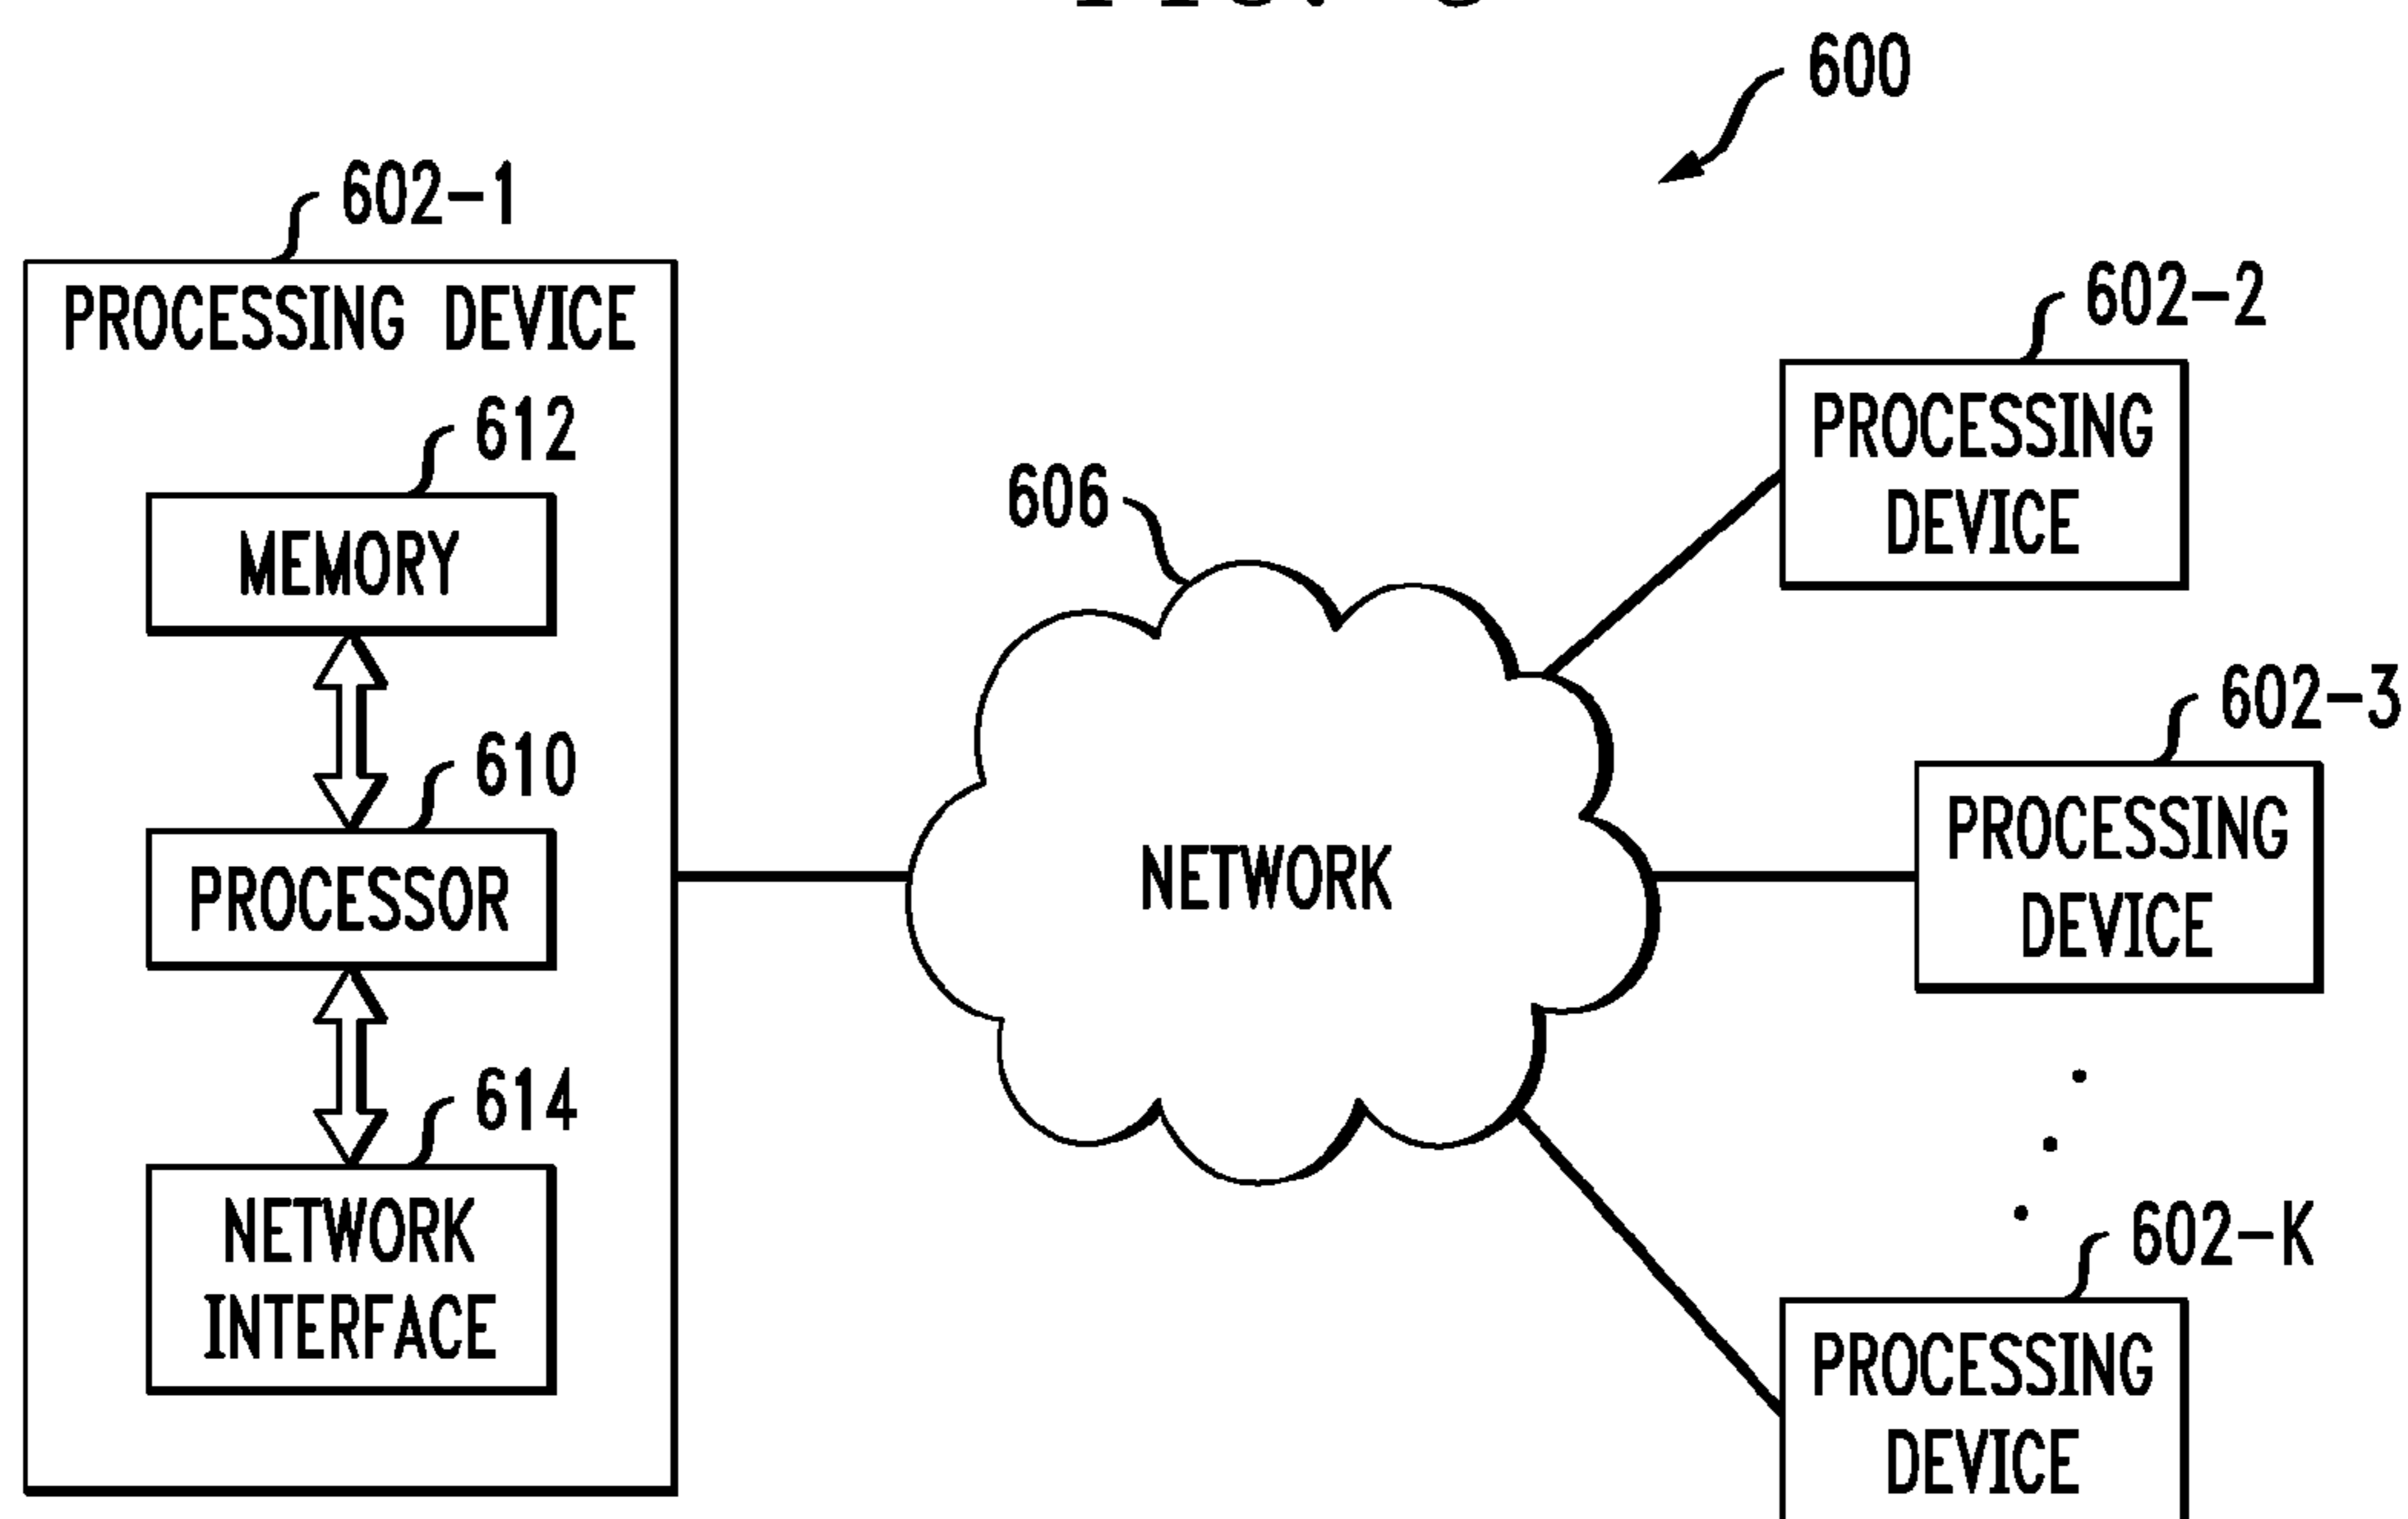 600
602-1
PROCESSING DEVICE
612
MEMORY
610
PROCESSOR
614
NETWORK
INTERFACE
606
NETWORK
602-2
PROCESSING
DEVICE
602-3
PROCESSING
DEVICE
602-K
PROCESSING
DEVICE